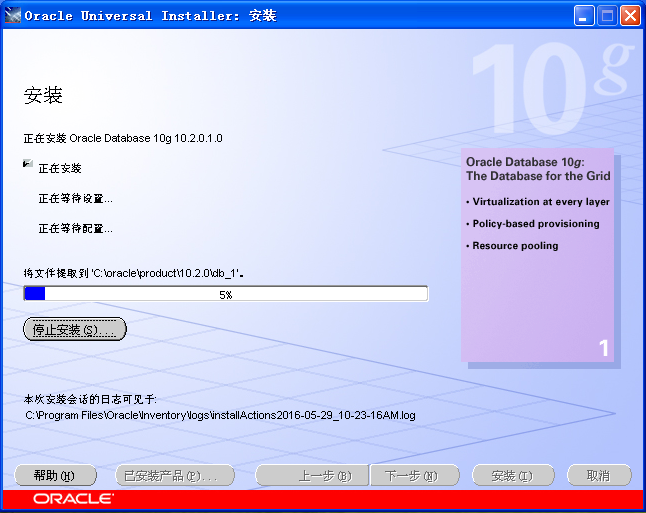 Oracle Universal Installer: 安装
10g
安装
正在安装 Oracle Database 10g 10.2.0.1.0
正在安装
正在等待设置...
正在等待配置...
将文件提取到 'C:\oracle\product\10.2.0\db_1'。
5%
停止安装(S)...
Oracle Database 10g:
The Database for the Grid
• Virtualization at every layer
• Policy-based provisioning
• Resource pooling
1
本次安装会话的日志可见于:
C:\Program Files\Oracle\Inventory\logs\installActions2016-05-29_10-23-16AM.log
帮助(H) 已安装产品(P)... 上一步(B) 下一步(N) 安装(I) 取消
ORACLE